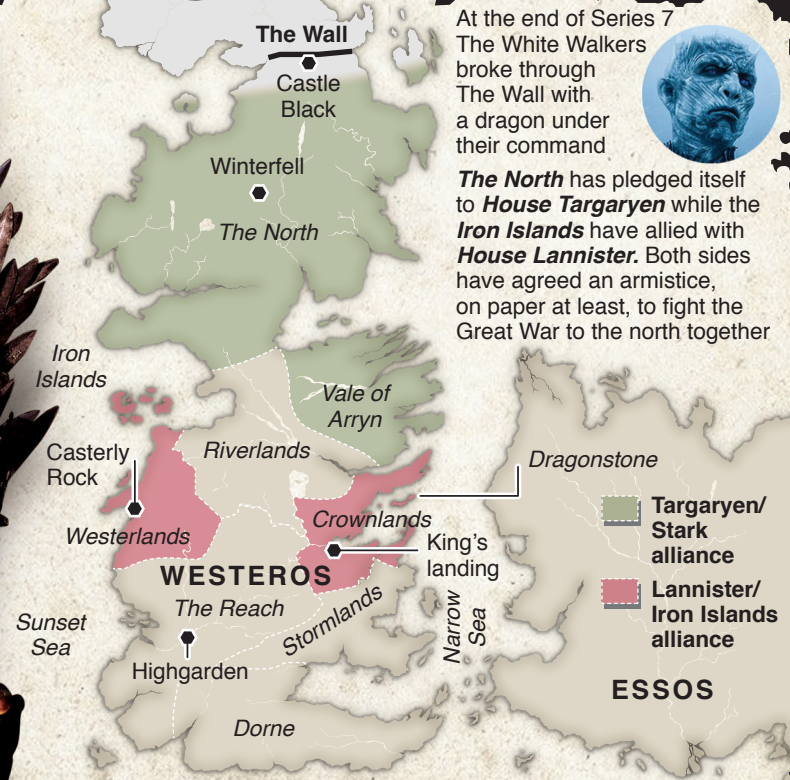 At the end of Series 7
The White Walkers
broke through
The Wall with
a dragon under
their command
The North has pledged itself
to House Targaryen while the
Iron Islands have allied with
House Lannister. Both sides
have agreed an armistice,
on paper at least, to fight the
Great War to the north together
The Wall
Castle
Black
Winterfell
The North
Iron
Islands
Vale of
Arryn
Riverlands
Casterly
Rock
Dragonstone
Westerlands
Crownlands
King's
landing
WESTEROS
The Reach
Stormlands
Sunset
Sea
Narrow
Sea
Highgarden
Dorne
Targaryen/
Stark
alliance
Lannister/
Iron Islands
alliance
ESSOS